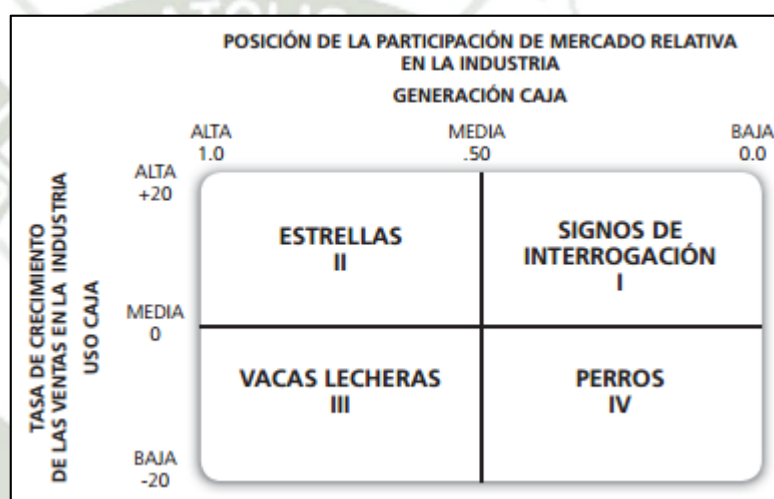 POSICIÓN DE LA PARTICIPACIÓN DE MERCADO RELATIVA
EN LA INDUSTRIA
GENERACIÓN CAJA
ALTA
1.0
MEDIA
.50
BAJA
0.0
TASA DE CRECIMIENTO
DE LAS VENTAS EN LA INDUSTRIA
USO CAJA
ALTA
+20
MEDIA
0
BAJA
-20
ESTRELLAS
II
SIGNOS DE
INTERROGACIÓN
I
VACAS LECHERAS
III
PERROS
IV